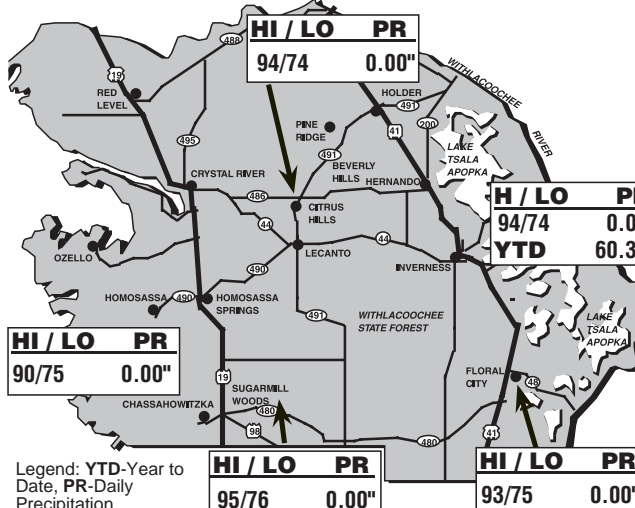 HI / LO PR
94/74 0.00"
488
19
RED
LEVEL
HOLDER
WITHLACOOCHEE
RIVER
491
PINE
RIDGE
41
200
495
491
BEVERLY
HILLS
LAKE
TSALA
APOPKA
CRYSTAL RIVER
HERNANDO
486
H / LO
94/74 0.0
YTD 60.3
CITRUS
HILLS
44
44
OZELLO
LECANTO
INVERNESS
490
HOMOSASSA
490
HOMOSASSA
SPRINGS
491
WITHLACOOCHEE
STATE FOREST
LAKE
TSALA
APOPKA
HI / LO PR
90/75 0.00"
19
FLORAL
CITY
48
SUGARMILL
WOODS
CHASSAHOWITZKA
480
98
480
41
Legend: YTD-Year to
Date, PR-Daily
Precipitation
HI / LO PR
95/76 0.00"
HI / LO PR
93/75 0.00"